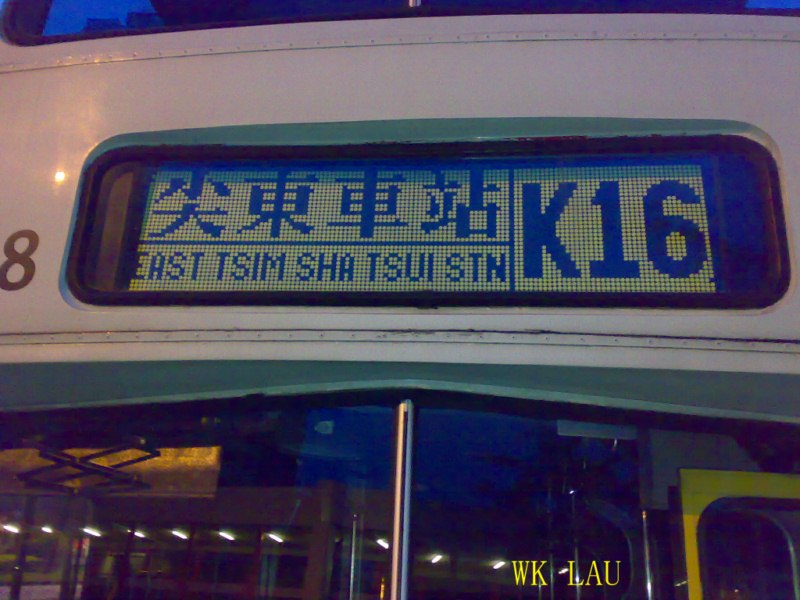 尖東車站
EAST TSIM SHA TSUI STN
K16
8
WK LAU